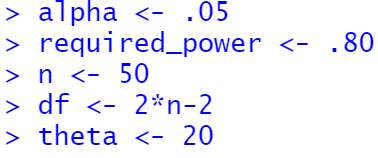 > alpha <- .05
> required_power <- .80
> n <- 50
> df <- 2*n-2
> theta <- 20